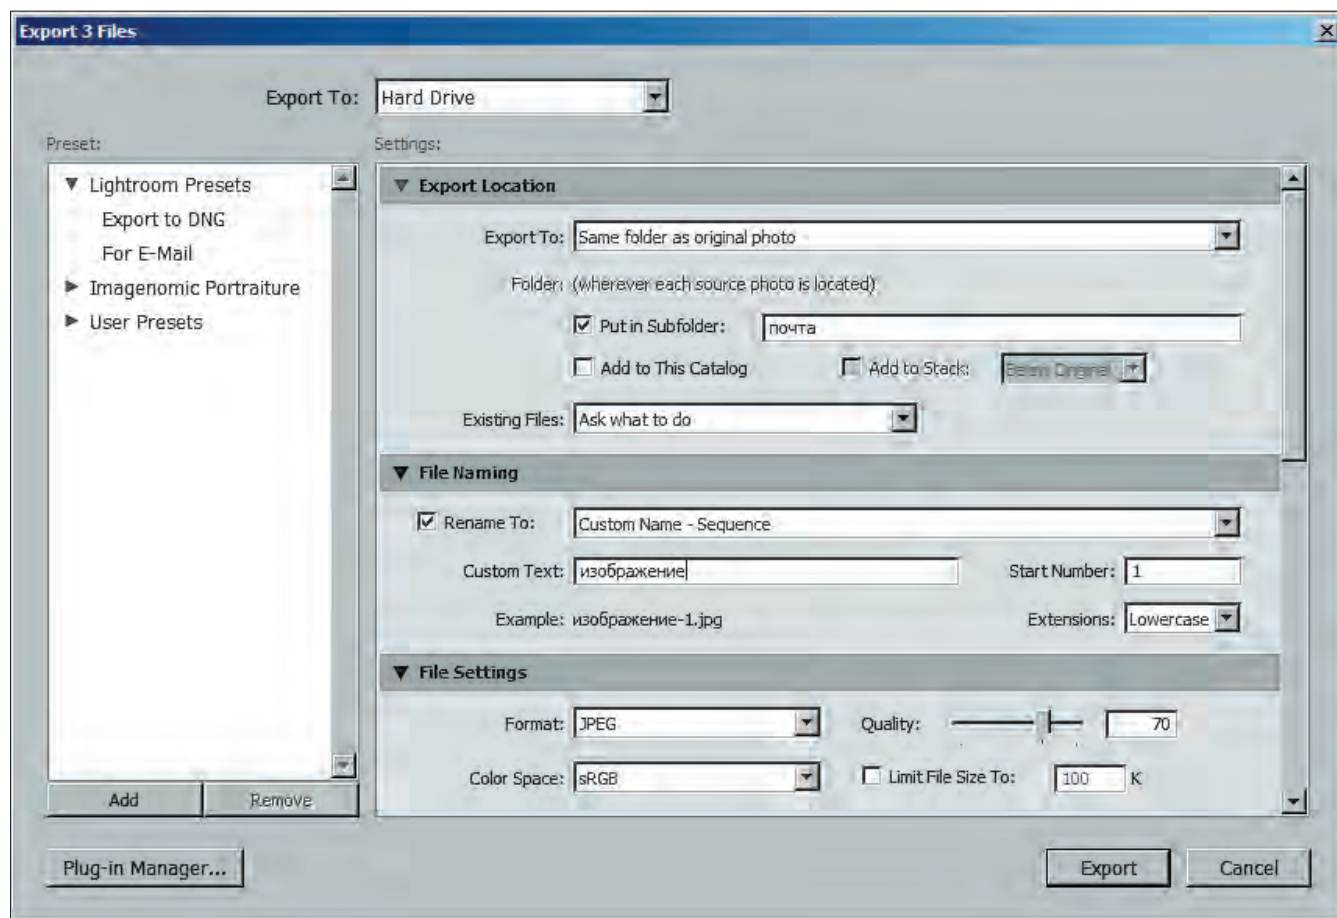 Export 3 Files
Export To: Hard Drive
Preset:
Settings:
Lightroom Presets
Export to DNG
For E-Mail
Imagenomic Portraiture
User Presets
Add Remove
Export Location
Export To: Same folder as original photo
Folder: (wherever each source photo is located)
Put in Subfolder: почта
Add to This Catalog Add to Stack: Below Original
Existing Files: Ask what to do
File Naming
Rename To: Custom Name - Sequence
Custom Text: изображение Start Number: 1
Example: изображение-1.jpg Extensions: Lowercase
File Settings
Format: JPEG Quality: 70
Color Space: sRGB Limit File Size To: 100 K
Plug-in Manager... Export Cancel